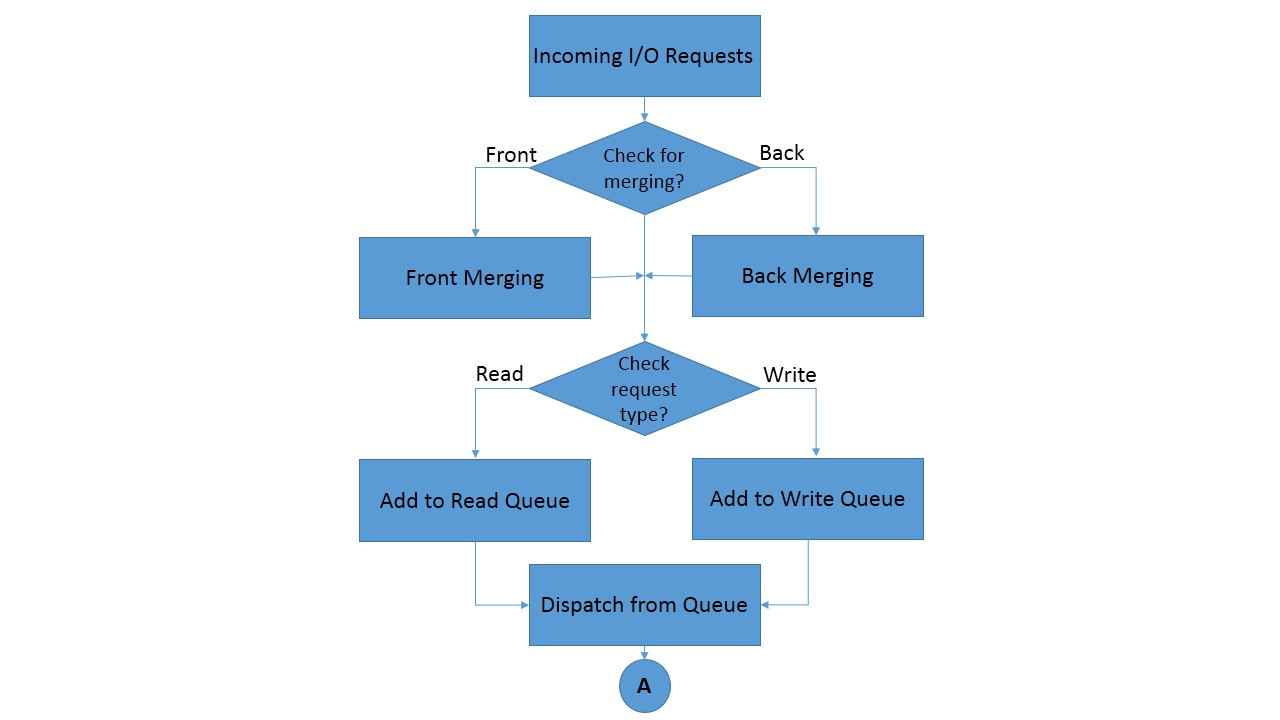 Incoming I/O Requests
Front
Back
Check for
merging?
Front Merging
Back Merging
Read
Write
Check
request
type?
Add to Read Queue
Add to Write Queue
Dispatch from Queue
A